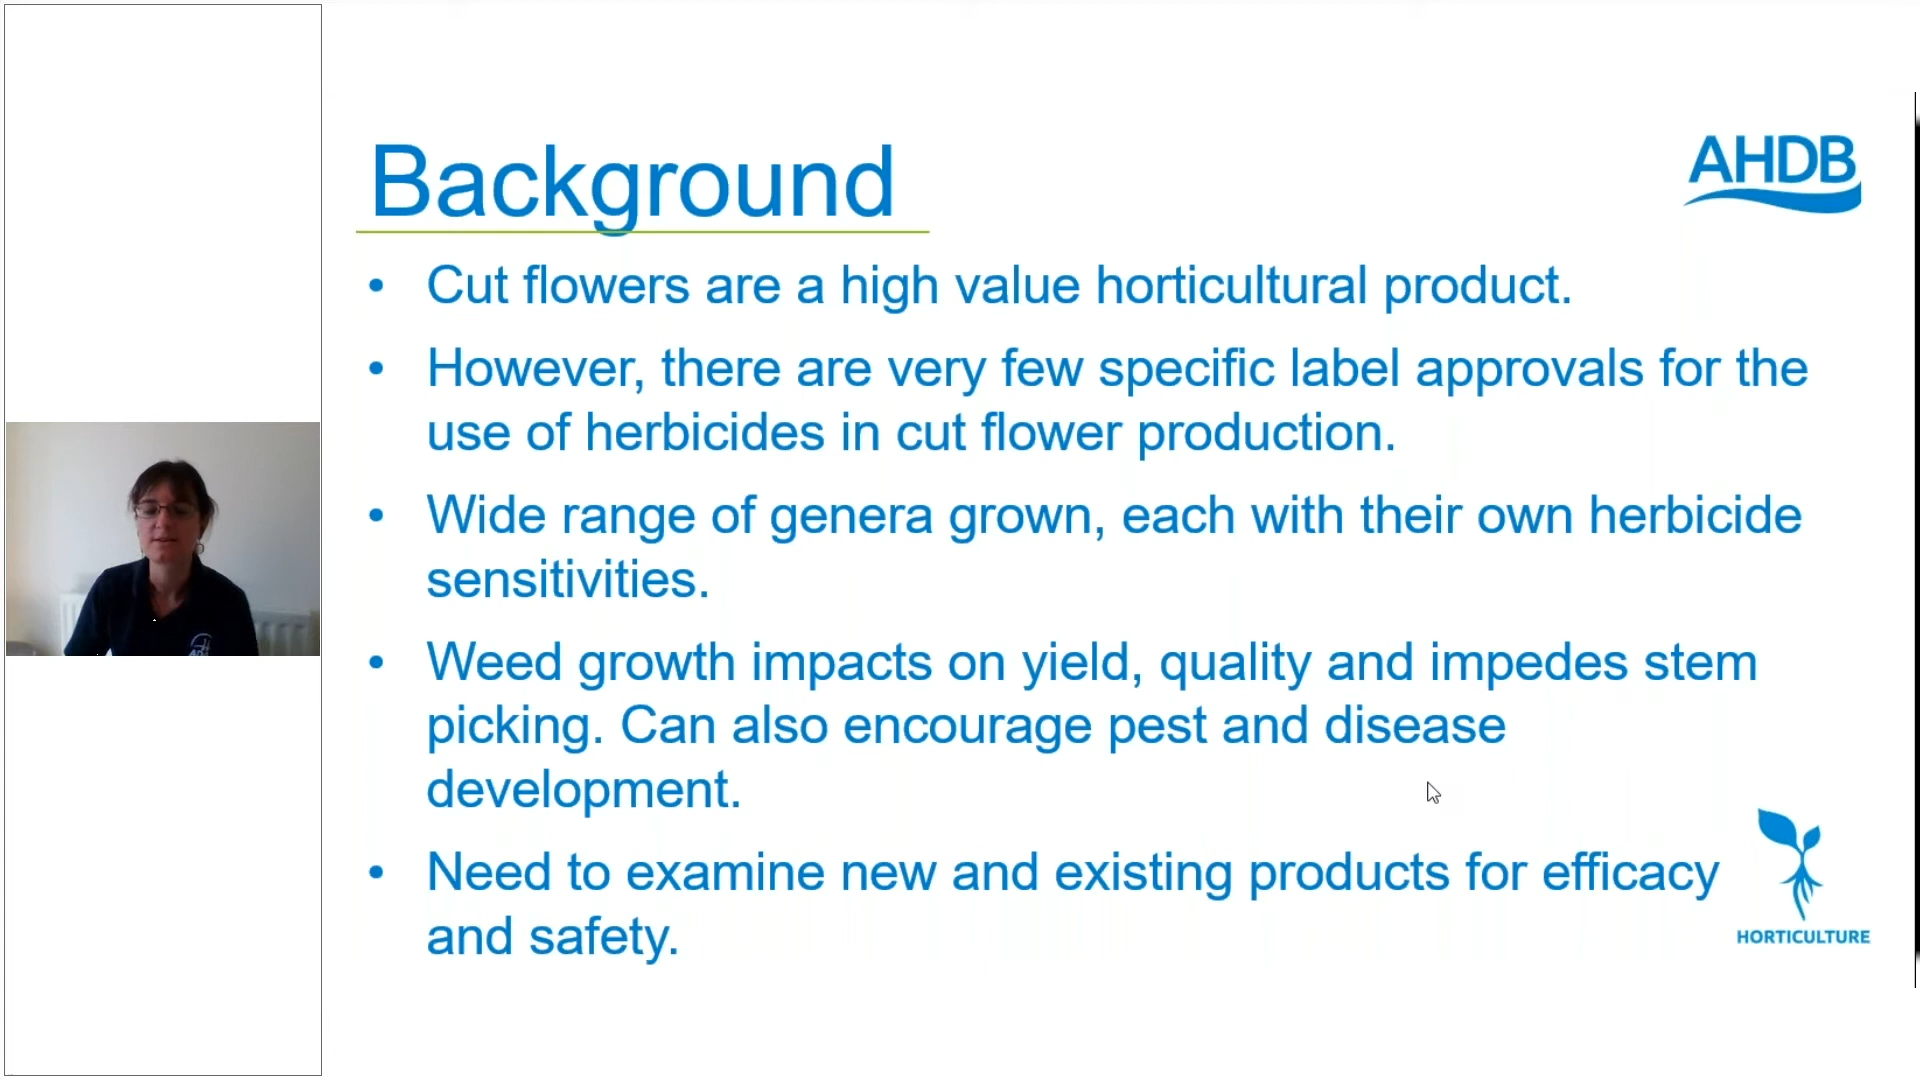 Background
AHDB
• Cut flowers are a high value horticultural product.
• However, there are very few specific label approvals for the
use of herbicides in cut flower production.
• Wide range of genera grown, each with their own herbicide
sensitivities.
• Weed growth impacts on yield, quality and impedes stem
picking. Can also encourage pest and disease
development.
• Need to examine new and existing products for efficacy
and safety.
HORTICULTURE